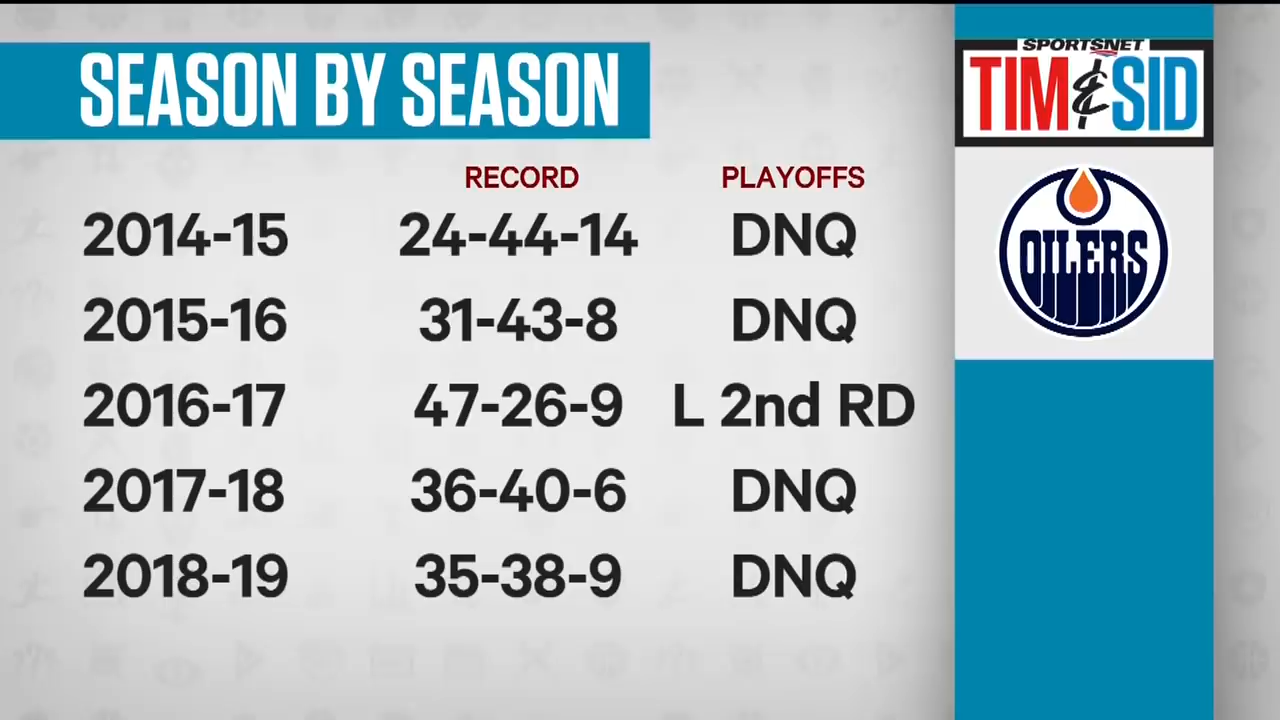 SEASON BY SEASON
SPORTSNET
TIM & SID
OILERS
RECORD PLAYOFFS
2014-15 24-44-14 DNQ
2015-16 31-43-8 DNQ
2016-17 47-26-9 L 2nd RD
2017-18 36-40-6 DNQ
2018-19 35-38-9 DNQ